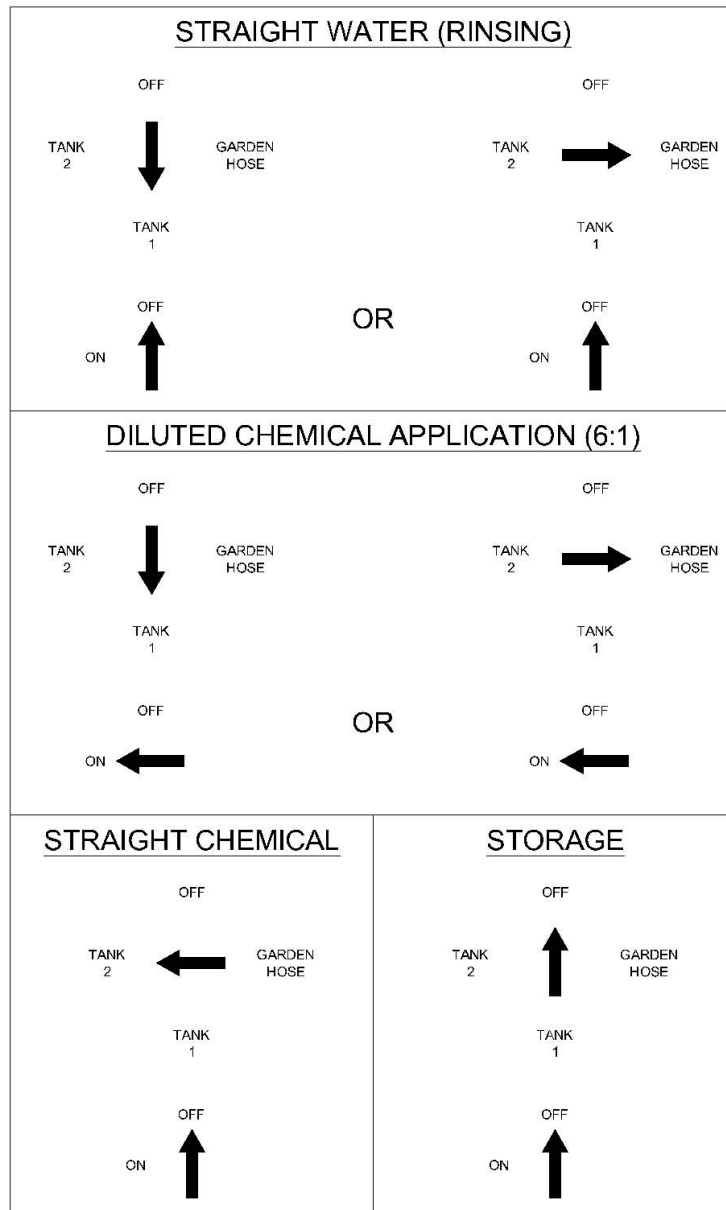 STRAIGHT WATER (RINSING)
OFF
OFF
TANK
2
GARDEN
HOSE
TANK
2
GARDEN
HOSE
TANK
1
TANK
1
OFF
OFF
OR
ON
ON
DILUTED CHEMICAL APPLICATION (6:1)
OFF
OFF
TANK
2
GARDEN
HOSE
TANK
2
GARDEN
HOSE
TANK
1
TANK
1
OFF
OFF
OR
ON
ON
STRAIGHT CHEMICAL
OFF
TANK
2
GARDEN
HOSE
TANK
1
OFF
ON
STORAGE
OFF
TANK
2
GARDEN
HOSE
TANK
1
OFF
ON